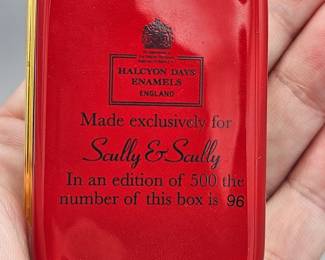 HALCYON DAYS
ENAMELS
ENGLAND
Made exclusively for
Scully & Scully
In an edition of 500 the
number of this box is 96